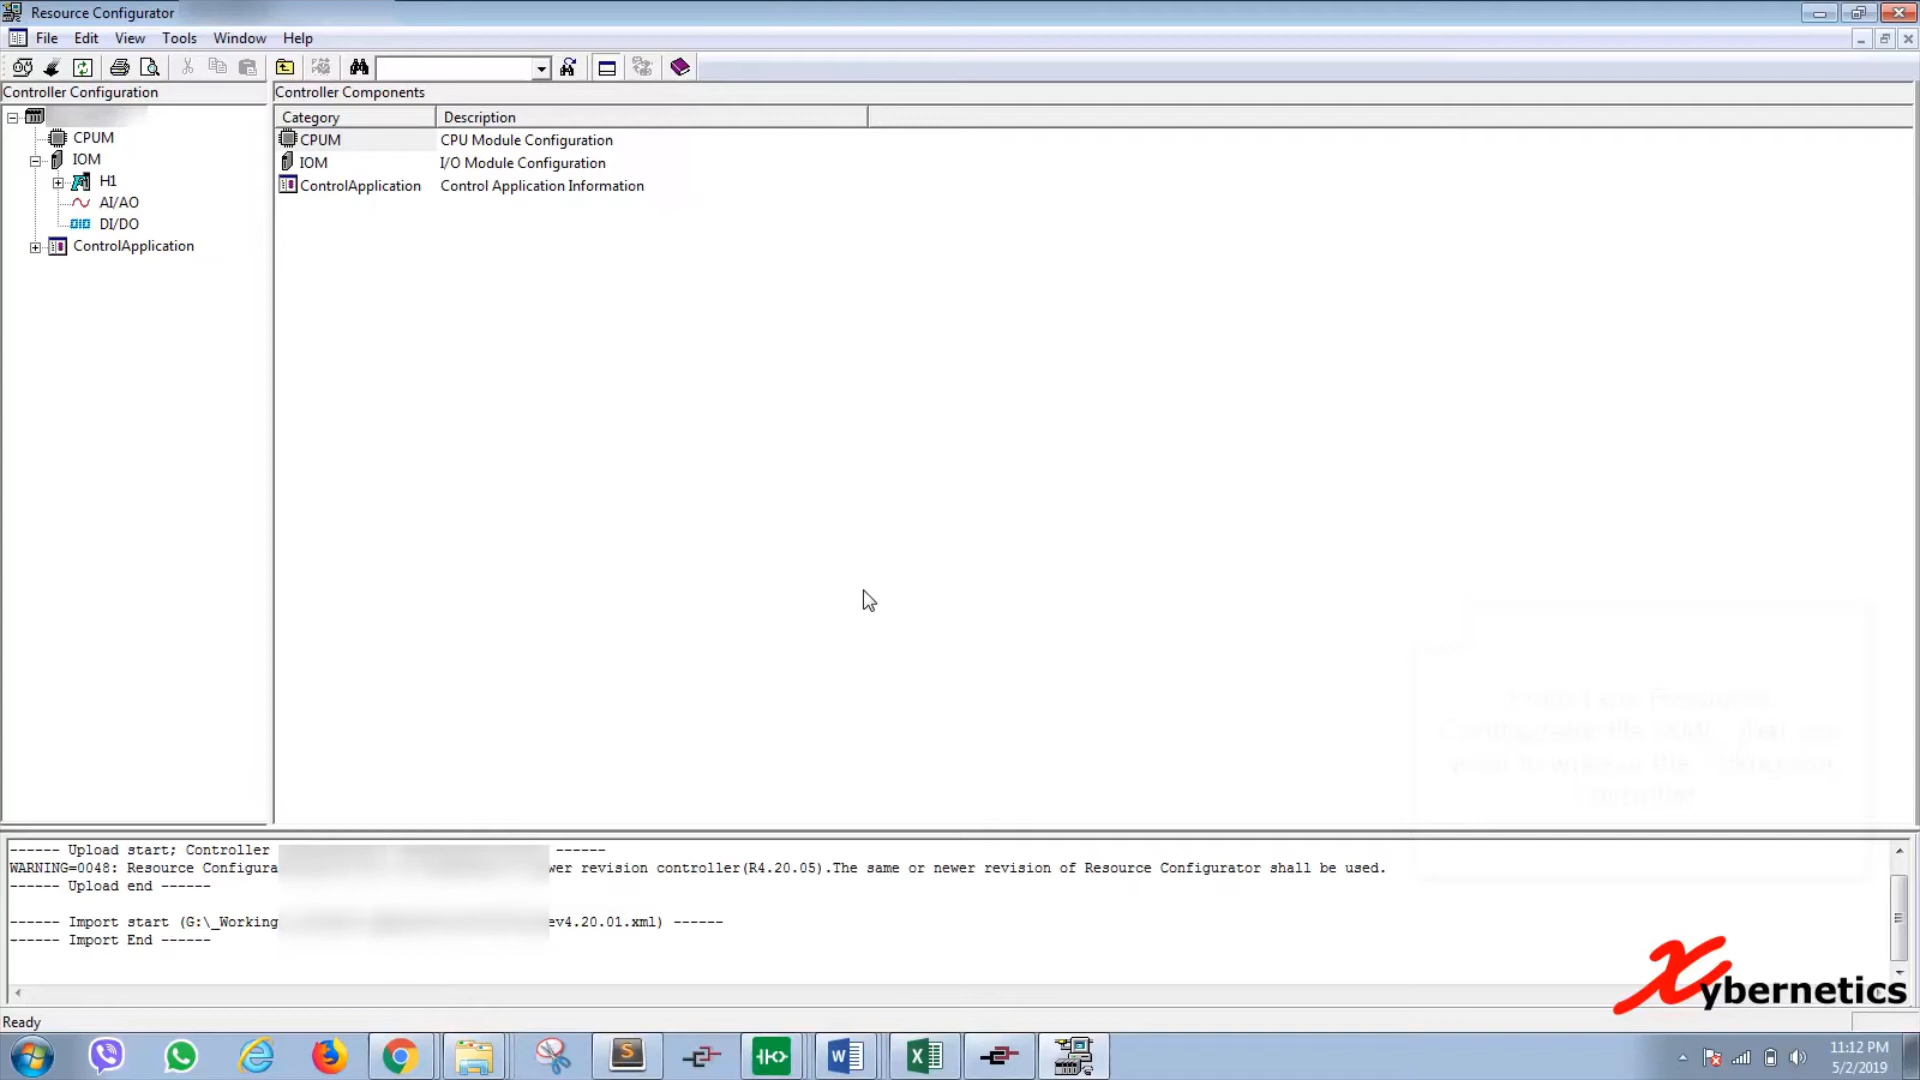 Resource Configurator
File Edit View Tools Window Help
Controller Configuration
Controller Components
CPUM
IOM
H1
AI/AO
DI/DO
ControlApplication
Category Description
CPUM CPU Module Configuration
IOM I/O Module Configuration
ControlApplication Control Application Information
------ Upload start; Controller ------
WARNING=0048: Resource Configura wer revision controller(R4.20.05).The same or newer revision of Resource Configurator shall be used.
------ Upload end ------
------ Import start (G:\_Working ev4.20.01.xml) ------
------ Import End ------
Xybernetics
Ready
11:12 PM
5/2/2019